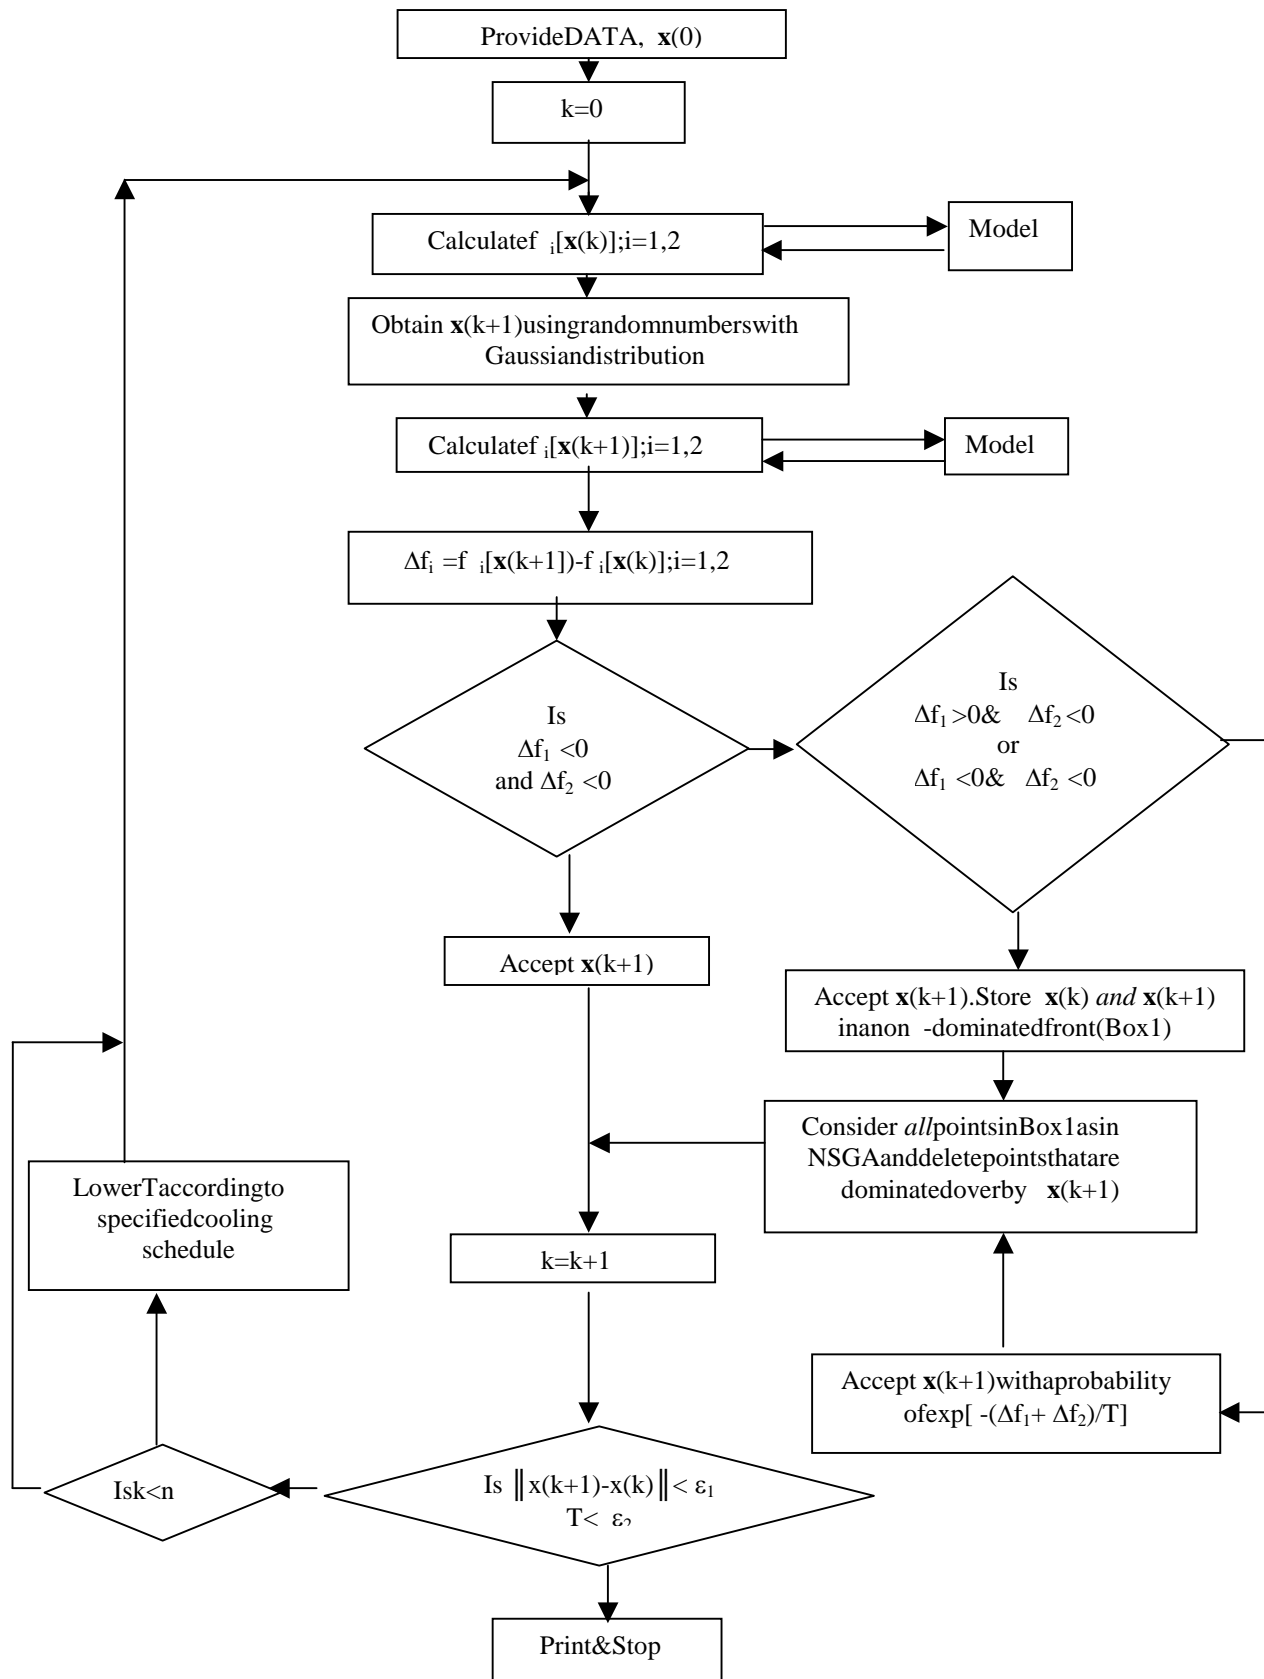 ProvideDATA, x(0)
k=0
Calculatef i[x(k)];i=1,2
Model
Obtain x(k+1)usingrandomnumberswith
Gaussiandistribution
Calculatef i[x(k+1)];i=1,2
Model
Δfi =f i[x(k+1])-f i[x(k)];i=1,2
Is
Δf1 <0
and Δf2 <0
Is
Δf1 >0& Δf2 <0
or
Δf1 <0& Δf2 <0
Accept x(k+1)
Accept x(k+1).Store x(k) and x(k+1)
inanon -dominatedfront(Box1)
Consider allpointsinBox1asin
NSGAanddeletepointsthatare
dominatedoverby x(k+1)
LowerTaccordingto
specifiedcooling
schedule
k=k+1
Accept x(k+1)withaprobability
ofexp[ -(Δf1+ Δf2)/T]
Isk<n
Is ‖x(k+1)-x(k)‖< ε1
T< ε2
Print&Stop